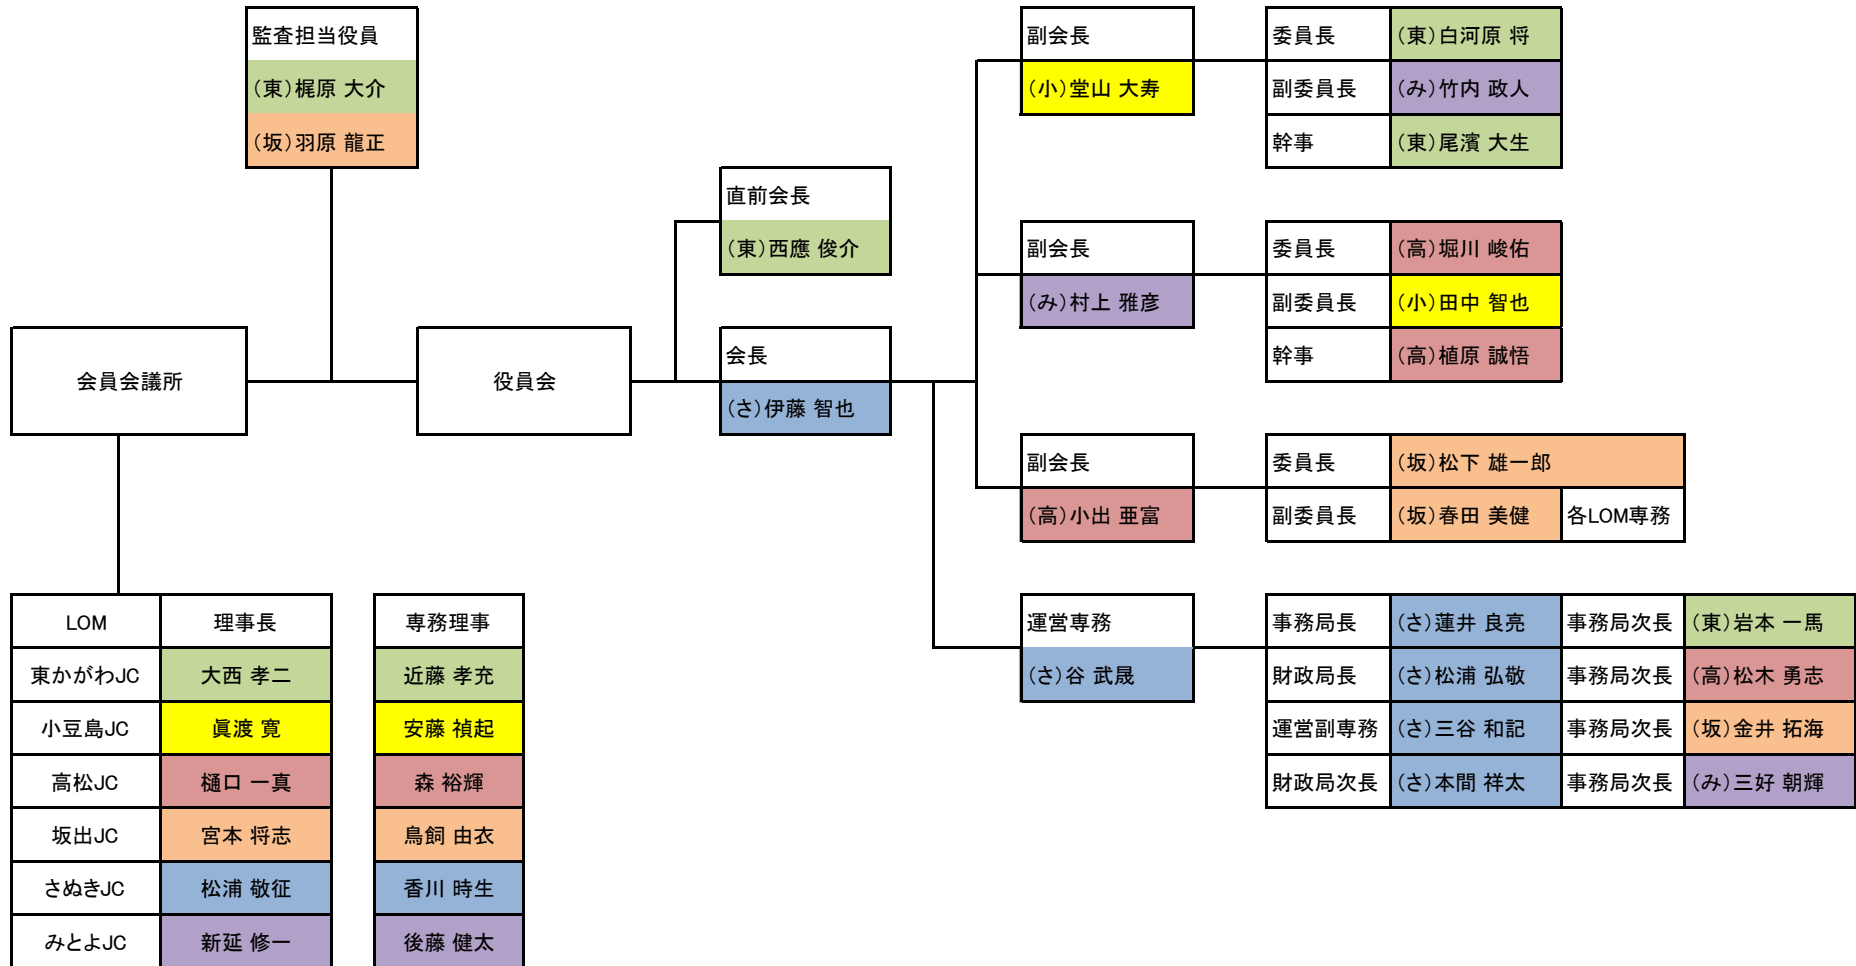 監査担当役員
(東)梶原 大介
(坂)羽原 龍正
直前会長
(東)西應 俊介
会員会議所
役員会
会長
(さ)伊藤 智也
副会長
(小)堂山 大寿
委員長 (東)白河原 将
副委員長 (み)竹内 政人
幹事 (東)尾濱 大生
副会長
(み)村上 雅彦
委員長 (高)堀川 峻佑
副委員長 (小)田中 智也
幹事 (高)植原 誠悟
副会長
(高)小出 亜富
委員長 (坂)松下 雄一郎
副委員長 (坂)春田 美健 各LOM専務
運営専務
(さ)谷 武晟
事務局長 (さ)蓮井 良亮 事務局次長 (東)岩本 一馬
財政局長 (さ)松浦 弘敬 事務局次長 (高)松木 勇志
運営副専務 (さ)三谷 和記 事務局次長 (坂)金井 拓海
財政局次長 (さ)本間 祥太 事務局次長 (み)三好 朝輝
LOM 理事長 専務理事
東かがわJC 大西 孝二 近藤 孝充
小豆島JC 眞渡 寛 安藤 禎起
高松JC 樋口 一真 森 裕輝
坂出JC 宮本 将志 鳥飼 由衣
さぬきJC 松浦 敬征 香川 時生
みとよJC 新延 修一 後藤 健太